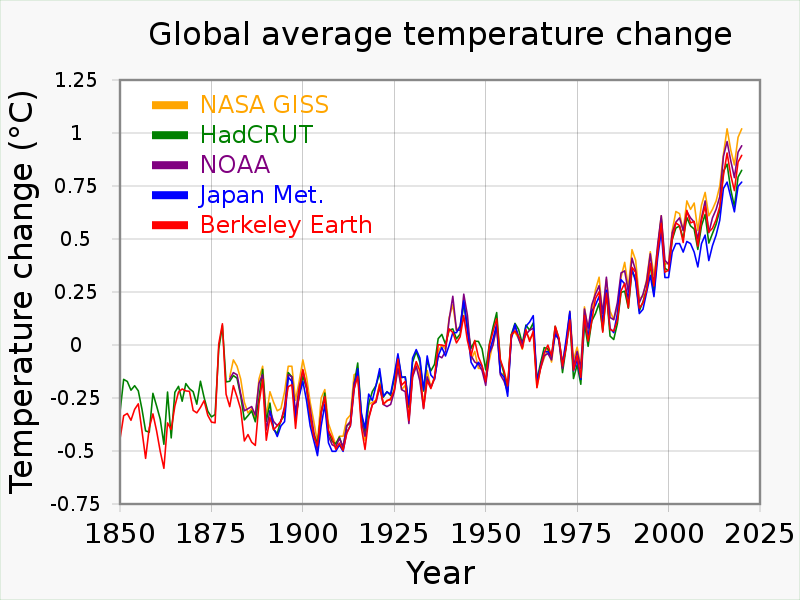 Global average temperature change
Temperature change (°C)
1.25
1
0.75
0.5
0.25
0
-0.25
-0.5
-0.75
NASA GISS
HadCRUT
NOAA
Japan Met.
Berkeley Earth
1850 1875 1900 1925 1950 1975 2000 2025
Year